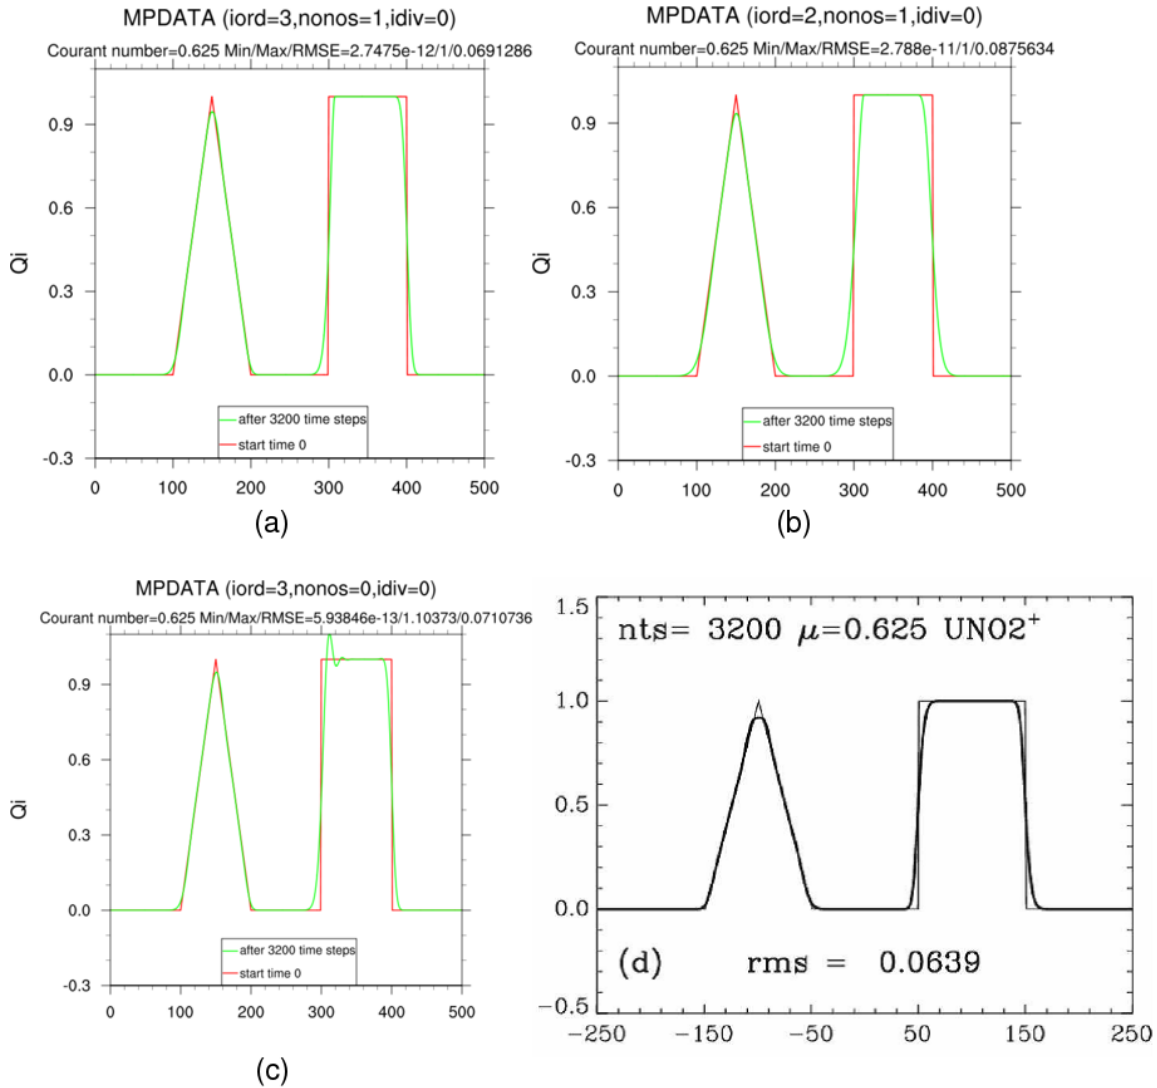 MPDATA (iord=3,nonos=1,idiv=0)
Courant number=0.625 Min/Max/RMSE=2.7475e-12/1/0.0691286
0.9
0.6
0.3
0.0
-0.3
Qi
after 3200 time steps
start time 0
0 100 200 300 400 500
(a)
MPDATA (iord=2,nonos=1,idiv=0)
Courant number=0.625 Min/Max/RMSE=2.788e-11/1/0.0875634
0.9
0.6
0.3
0.0
-0.3
Qi
after 3200 time steps
start time 0
0 100 200 300 400 500
(b)
MPDATA (iord=3,nonos=0,idiv=0)
Courant number=0.625 Min/Max/RMSE=5.93846e-13/1.10373/0.0710736
0.9
0.6
0.3
0.0
-0.3
Qi
after 3200 time steps
start time 0
0 100 200 300 400 500
(c)
nts= 3200 μ=0.625 UNO2⁺
1.5
1.0
0.5
0.0
-0.5
(d) rms = 0.0639
-250 -150 -50 50 150 250